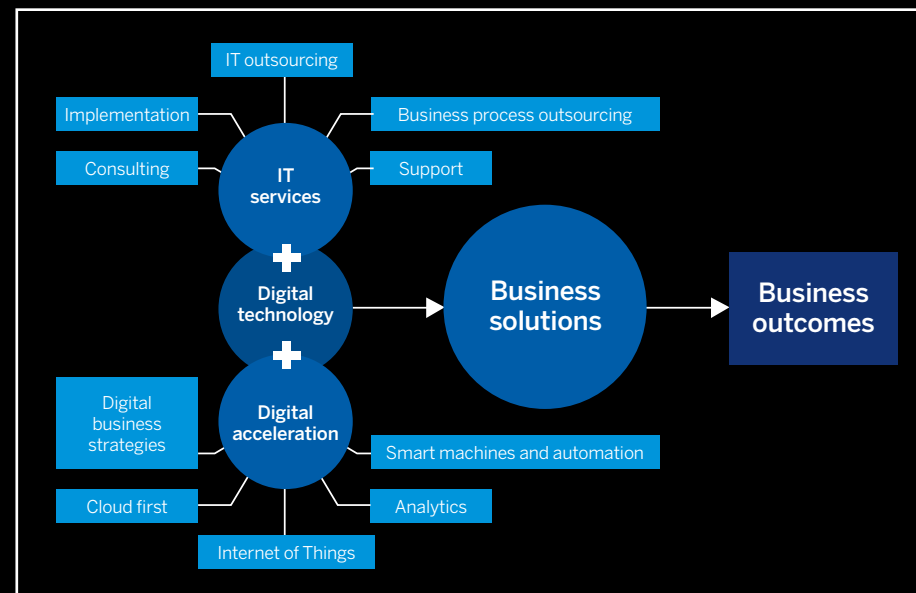 IT outsourcing
Implementation
Business process outsourcing
Consulting
IT
services
Support
Digital
technology
Business
solutions
Business
outcomes
Digital
business
strategies
Digital
acceleration
Smart machines and automation
Cloud first
Analytics
Internet of Things